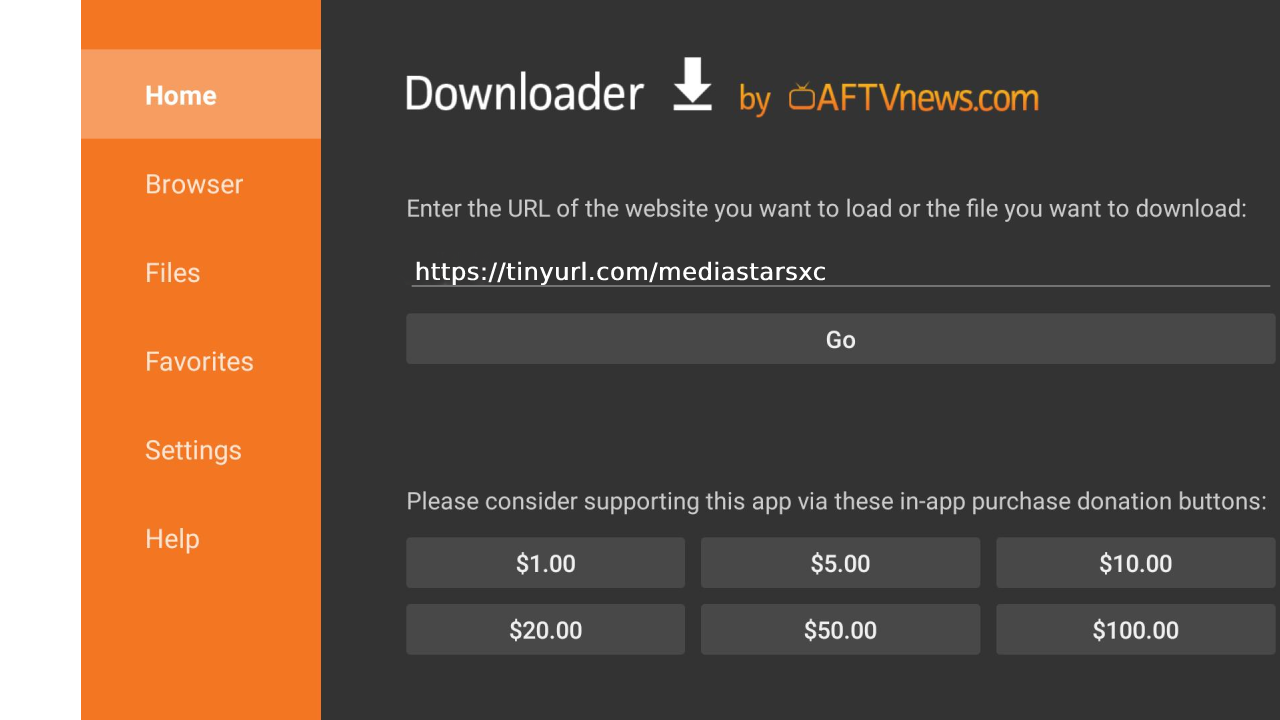 Home
Browser
Files
Favorites
Settings
Help
Downloader by AFTVnews.com
Enter the URL of the website you want to load or the file you want to download:
https://tinyurl.com/mediastarsxc
Go
Please consider supporting this app via these in-app purchase donation buttons:
$1.00 $5.00 $10.00
$20.00 $50.00 $100.00